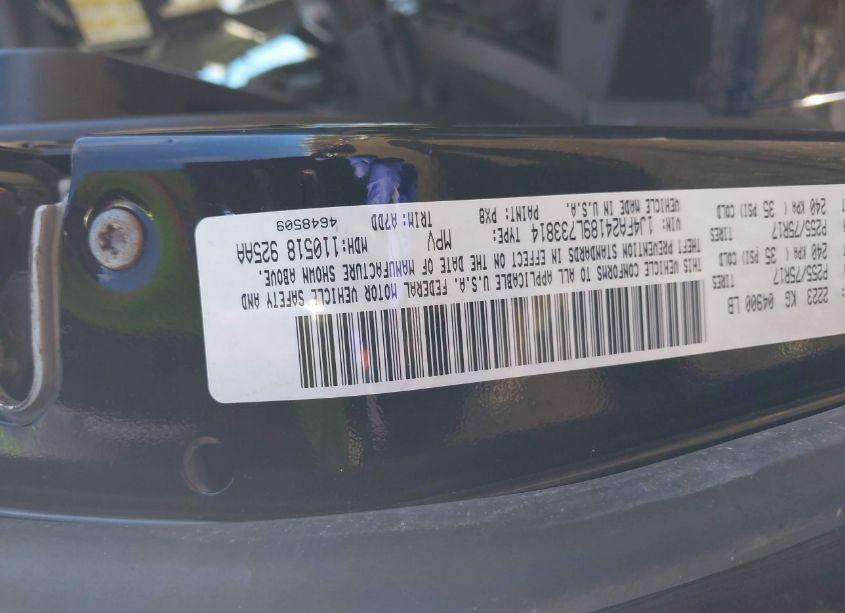 2223 KG 04900 LB
P255/75R17 TIRES
240 KPA ( 35 PSI) COLD
P255/75R17 TIRES
240 KPA ( 35 PSI) COLD
THIS VEHICLE CONFORMS TO ALL APPLICABLE U.S.A. FEDERAL MOTOR VEHICLE SAFETY AND
THEFT PREVENTION STANDARDS IN EFFECT ON THE DATE OF MANUFACTURE SHOWN ABOVE.
VIN: 1J4FA24189L733814 TYPE: MPV MDH:110518 925AA
VEHICLE MADE IN U.S.A. PAINT: PX8 TRIM: A7DD 4648509